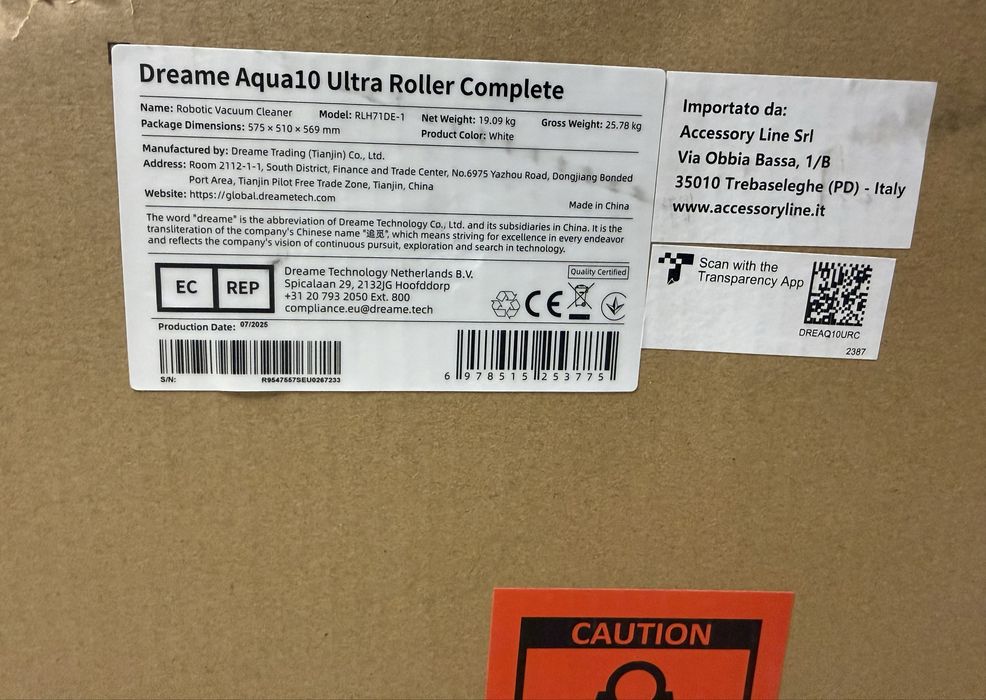 Dreame Aqua10 Ultra Roller Complete
Name: Robotic Vacuum Cleaner Model: RLH71DE-1 Net Weight: 19.09 kg Gross Weight: 25.78 kg
Package Dimensions: 575 × 510 × 569 mm Product Color: White
Manufactured by: Dreame Trading (Tianjin) Co., Ltd.
Address: Room 2112-1-1, South District, Finance and Trade Center, No.6975 Yazhou Road, Dongjiang Bonded
Port Area, Tianjin Pilot Free Trade Zone, Tianjin, China
Website: https://global.dreametech.com Made in China
The word "dreame" is the abbreviation of Dreame Technology Co., Ltd. and its subsidiaries in China. It is the
transliteration of the company's Chinese name "追觅", which means striving for excellence in every endeavor
and reflects the company's vision of continuous pursuit, exploration and search in technology.
EC REP
Dreame Technology Netherlands B.V.
Spicalaan 29, 2132JG Hoofddorp
+31 20 793 2050 Ext. 800
compliance.eu@dreame.tech
Quality Certified
CE
Production Date: 07/2025
S/N: R9547557SEU0267233
6 978515 253775
Importato da:
Accessory Line Srl
Via Obbia Bassa, 1/B
35010 Trebaseleghe (PD) - Italy
www.accessoryline.it
Scan with the
Transparency App
DREAQ10URC
2387
CAUTION